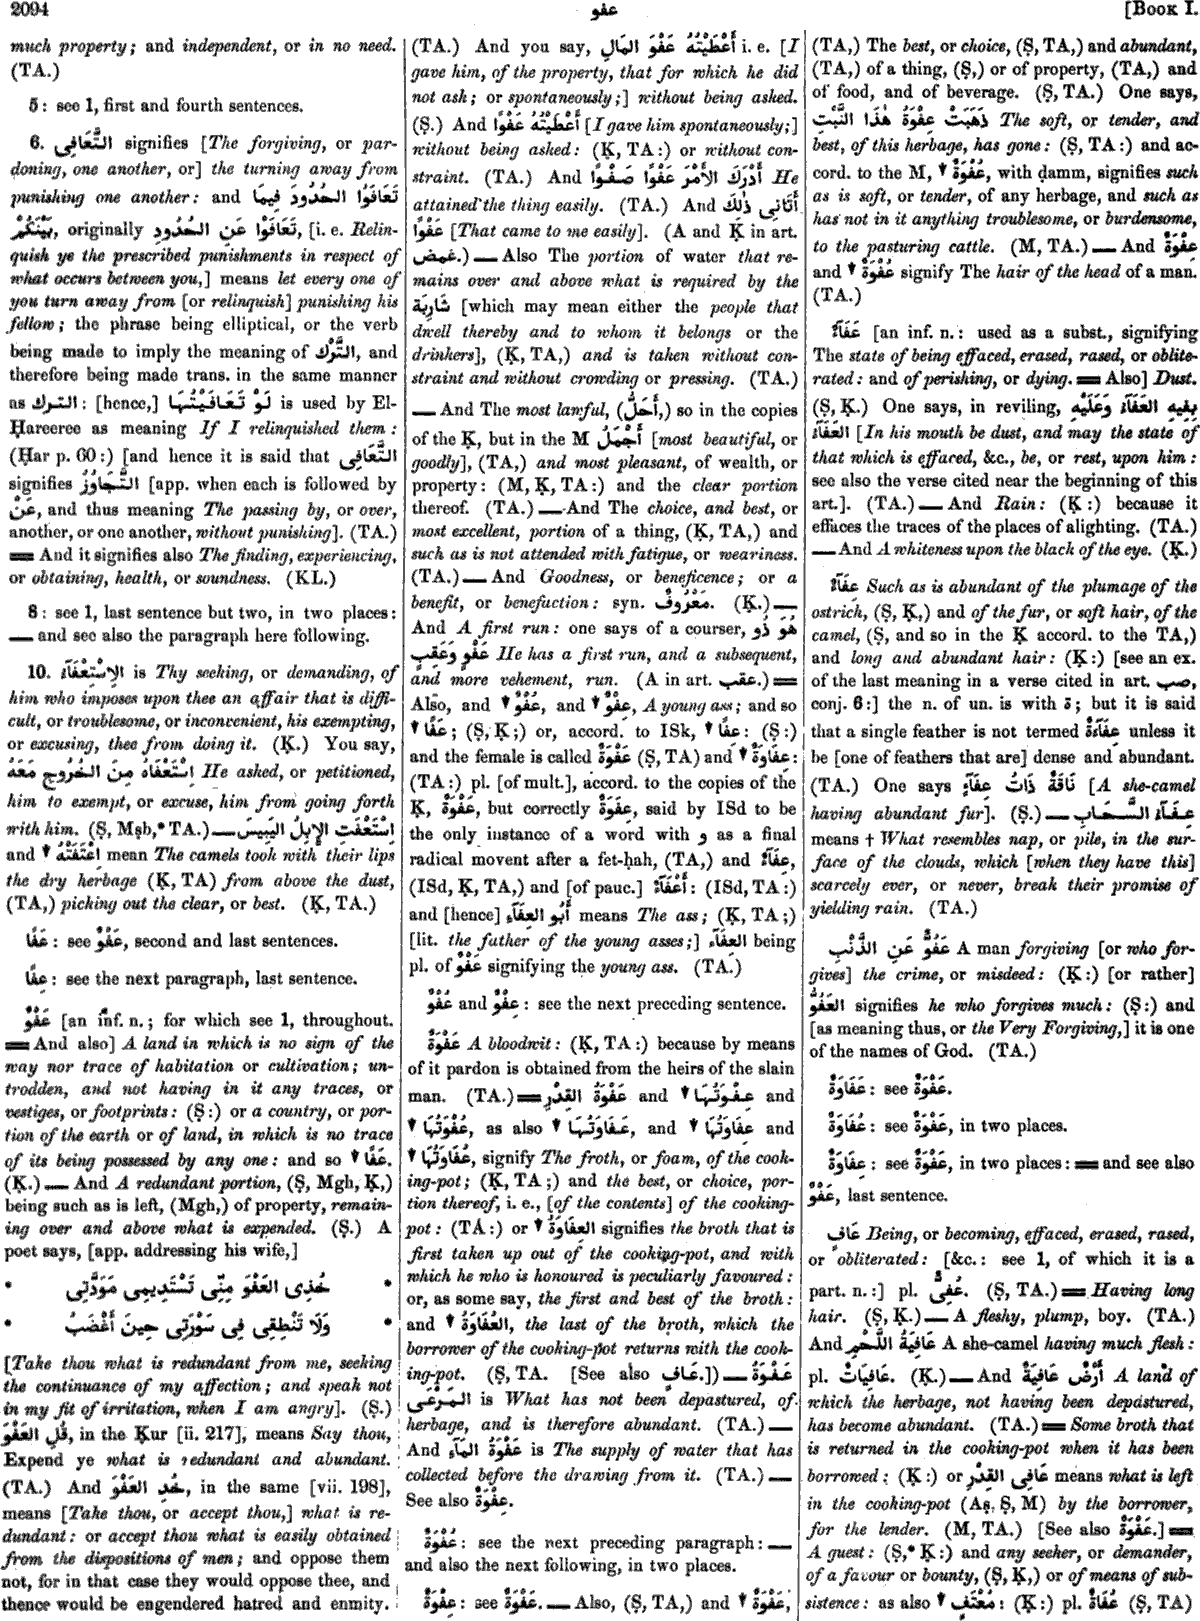 2094
عفو
[BOOK I.
much property; and independent, or in no need.
(TA.)
5: see 1, first and fourth sentences.
6. التَّعَافِى signifies [The forgiving, or par-
doning, one another, or] the turning away from
punishing one another: and تَعَافَوُا الحُدُودَ فِيمَا
بَيْنَكُمْ, originally تَعَافَوْا عَنِ الحُدُودِ, [i. e. Relin-
quish ye the prescribed punishments in respect of
what occurs between you,] means let every one of
you turn away from [or relinquish] punishing his
fellow; the phrase being elliptical, or the verb
being made to imply the meaning of التَّرْك, and
therefore being made trans. in the same manner
as الترك: [hence,] لَوْ تَعَافَيْتُهَا is used by El-
Ḥareeree as meaning If I relinquished them:
(Ḥar p. 60:) [and hence it is said that التَّعَافِى
signifies التَّجَاوُزُ [app. when each is followed by
عَنْ, and thus meaning The passing by, or over,
another, or one another, without punishing]. (TA.)
== And it signifies also The finding, experiencing,
or obtaining, health, or soundness. (KL.)
8: see 1, last sentence but two, in two places:
— and see also the paragraph here following.
10. الاِسْتِعْفَآءُ is Thy seeking, or demanding, of
him who imposes upon thee an affair that is diffi-
cult, or troublesome, or inconvenient, his exempting,
or excusing, thee from doing it. (Ḳ.) You say,
اِسْتَعْفَاهُ مِنَ الخُرُوجِ مَعَهُ He asked, or petitioned,
him to exempt, or excuse, him from going forth
with him. (Ṣ, Mṣb,* TA.) — اِسْتَعْفَتِ الإِبِلُ اليَبِيسَ
and ▼ اِعْتَفَتْهُ mean The camels took with their lips
the dry herbage (Ḳ, TA) from above the dust,
(TA,) picking out the clear, or best. (Ḳ, TA.)
عَفًا: see عَفْوٌ, second and last sentences.
عِفًا: see the next paragraph, last sentence.
عَفْوٌ [an inf. n.; for which see 1, throughout.
== And also] A land in which is no sign of the
way nor trace of habitation or cultivation; un-
trodden, and not having in it any traces, or
vestiges, or footprints: (Ṣ:) or a country, or por-
tion of the earth or of land, in which is no trace
of its being possessed by any one: and so ▼ عَفًا.
(Ḳ.) — And A redundant portion, (Ṣ, Mgh, Ḳ,)
being such as is left, (Mgh,) of property, remain-
ing over and above what is expended. (Ṣ.) A
poet says, [app. addressing his wife,]
* خُذِى العَفْوَ مِنِّى تَسْتَدِيمِى مَوَدَّتِى *
* وَلَا تَنْطِقِى فِى سَوْرَتِى حِينَ أَغْضَبُ *
[Take thou what is redundant from me, seeking
the continuance of my affection; and speak not
in my fit of irritation, when I am angry]. (Ṣ.)
قُلِ العَفْوَ, in the Ḳur [ii. 217], means Say thou,
Expend ye what is redundant and abundant.
(TA.) And خُذِ العَفْوَ, in the same [vii. 198],
means [Take thou, or accept thou,] what is re-
dundant: or accept thou what is easily obtained
from the dispositions of men; and oppose them
not, for in that case they would oppose thee, and
thence would be engendered hatred and enmity.
(TA.) And you say, أَعْطَيْتُهُ عَفْوَ المَالِ i. e. [I
gave him, of the property, that for which he did
not ask; or spontaneously;] without being asked.
(Ṣ.) And أَعْطَيْتُهُ عَفْوًا [I gave him spontaneously;]
without being asked: (Ḳ, TA:) or without con-
straint. (TA.) And أَدْرَكَ الأَمْرَ عَفْوًا صَفْوًا He
attained the thing easily. (TA.) And أَتَانِى ذٰلِكَ
عَفْوًا [That came to me easily]. (A and Ḳ in art.
غمض.) — Also The portion of water that re-
mains over and above what is required by the
شَارِبَة [which may mean either the people that
dwell thereby and to whom it belongs or the
drinkers], (Ḳ, TA,) and is taken without con-
straint and without crowding or pressing. (TA.)
— And The most lawful, (أَحَلُّ,) so in the copies
of the Ḳ, but in the M أَجْمَلُ [most beautiful, or
goodly], (TA,) and most pleasant, of wealth, or
property: (M, Ḳ, TA:) and the clear portion
thereof. (TA.) — And The choice, and best, or
most excellent, portion of a thing, (Ḳ, TA,) and
such as is not attended with fatigue, or weariness.
(TA.) — And Goodness, or beneficence; or a
benefit, or benefaction: syn. مَعْرُوفٌ. (Ḳ.) —
And A first run: one says of a courser, هُوَ ذُو
عَفْوٍ وَعَقْبٍ He has a first run, and a subsequent,
and more vehement, run. (A in art. عقب.) ==
Also, and ▼ عُفْوٌ, and ▼ عِفْوٌ, A young ass; and so
▼ عَفًا; (Ṣ, Ḳ;) or, accord. to ISk, ▼ عِفًا: (Ṣ:)
and the female is called عَفْوَةٌ (Ṣ, TA) and ▼ عِفَاوَةٌ:
(TA:) pl. [of mult.], accord. to the copies of the
Ḳ, عَفْوَةٌ, but correctly عِفَوَةٌ, said by ISd to be
the only instance of a word with و as a final
radical movent after a fet-ḥah, (TA,) and عِفَآءٌ,
(ISd, Ḳ, TA,) and [of pauc.] أَعْفَآءٌ: (ISd, TA:)
and [hence] أَبُو العِفَآءِ means The ass; (Ḳ, TA;)
[lit. the father of the young asses;] العفآء being
pl. of عفْوٌ signifying the young ass. (TA.)
عُفْوٌ and عِفْوٌ: see the next preceding sentence.
عَفْوَةٌ A bloodwit: (Ḳ, TA:) because by means
of it pardon is obtained from the heirs of the slain
man. (TA.) == عَفْوَةُ القِدْرِ and ▼ عِفْوَتُهَا and
▼ عُفْوَتُهَا, as also ▼ عَفَاوَتُهَا, and ▼ عِفَاوَتُهَا and
▼ عُفَاوَتُهَا, signify The froth, or foam, of the cook-
ing-pot; (Ḳ, TA;) and the best, or choice, por-
tion thereof, i. e., [of the contents] of the cooking-
pot: (TA:) or ▼ العِفَاوَةُ signifies the broth that is
first taken up out of the cooking-pot, and with
which he who is honoured is peculiarly favoured:
or, as some say, the first and best of the broth:
and ▼ العُفَاوَةُ, the last of the broth, which the
borrower of the cooking-pot returns with the cook-
ing-pot. (Ṣ, TA. [See also عَافٍ.]) — عَفْوَةُ
المَرْعَى is What has not been depastured, of
herbage, and is therefore abundant. (TA.) —
And عَفْوَةُ المَآءِ is The supply of water that has
collected before the drawing from it. (TA.) —
See also عِفْوَةٌ.
عُفْوَةٌ: see the next preceding paragraph: —
and also the next following, in two places.
عِفْوَةٌ: see عَفْوَةٌ. — Also, (Ṣ, TA,) and ▼ عَفْوَةٌ,
(TA,) The best, or choice, (Ṣ, TA,) and abundant,
(TA,) of a thing, (Ṣ,) or of property, (TA,) and
of food, and of beverage. (Ṣ, TA.) One says,
ذَهَبَتْ عِفْوَةُ هٰذَا النَّبْتِ The soft, or tender, and
best, of this herbage, has gone: (Ṣ, TA:) and ac-
cord. to the M, ▼ عُفْوَةٌ, with ḍamm, signifies such
as is soft, or tender, of any herbage, and such as
has not in it anything troublesome, or burdensome,
to the pasturing cattle. (M, TA.) — And عِفْوَةٌ
and ▼ عُفْوَةٌ signify The hair of the head of a man.
(TA.)
عَفَآءٌ [an inf. n.: used as a subst., signifying
The state of being effaced, erased, rased, or oblite-
rated: and of perishing, or dying. == Also] Dust.
(Ṣ, Ḳ.) One says, in reviling, بِفِيهِ العَفَآءُ وَعَلَيْهِ
العَفَآءُ [In his mouth be dust, and may the state of
that which is effaced, &c., be, or rest, upon him:
see also the verse cited near the beginning of this
art.]. (TA.) — And Rain: (Ḳ:) because it
effaces the traces of the places of alighting. (TA.)
— And A whiteness upon the black of the eye. (Ḳ.)
عِفَآءٌ Such as is abundant of the plumage of the
ostrich, (Ṣ, Ḳ,) and of the fur, or soft hair, of the
camel, (Ṣ, and so in the Ḳ accord. to the TA,)
and long and abundant hair: (Ḳ:) [see an ex.
of the last meaning in a verse cited in art. صب,
conj. 6:] the n. of un. is with ة; but it is said
that a single feather is not termed عِفَآءَةٌ unless it
be [one of feathers that are] dense and abundant.
(TA.) One says نَاقَةٌ ذَاتُ عِفَآءٍ [A she-camel
having abundant fur]. (Ṣ.) — عِفَآءُ السَّحَابِ
means † What resembles nap, or pile, in the sur-
face of the clouds, which [when they have this]
scarcely ever, or never, break their promise of
yielding rain. (TA.)
عَفُوٌّ عَنِ الذَّنْبِ A man forgiving [or who for-
gives] the crime, or misdeed: (Ḳ:) [or rather]
العَفُوُّ signifies he who forgives much: (Ṣ:) and
[as meaning thus, or the Very Forgiving,] it is one
of the names of God. (TA.)
عَفَاوَةٌ: see عَفْوَةٌ.
عُفَاوَةٌ: see عَفْوَةٌ, in two places.
عِفَاوَةٌ: see عَفْوَةٌ, in two places: == and see also
عَفْوٌ, last sentence.
عَافٍ Being, or becoming, effaced, erased, rased,
or obliterated: [&c.: see 1, of which it is a
part. n.:] pl. عُفِىٌّ. (Ṣ, TA.) == Having long
hair. (Ṣ, Ḳ.) — A fleshy, plump, boy. (TA.)
And عَافِيَةُ اللَّحْمِ A she-camel having much flesh:
pl. عَافِيَاتٌ. (Ḳ.) — And أَرْضٌ عَافِيَةٌ A land of
which the herbage, not having been depastured,
has become abundant. (TA.) == Some broth that
is returned in the cooking-pot when it has been
borrowed: (Ḳ:) or عَافِى القِدْرِ means what is left
in the cooking-pot (Aṣ, Ṣ, M) by the borrower,
for the lender. (M, TA.) [See also عِفْوَةٌ.] ==
A guest: (Ṣ,* Ḳ:) and any seeker, or demander,
of a favour or bounty, (Ṣ, Ḳ,) or of means of sub-
sistence: as also ▼ مُعْتَفٍ: (Ḳ:) pl. عُفَاةٌ (Ṣ, TA)